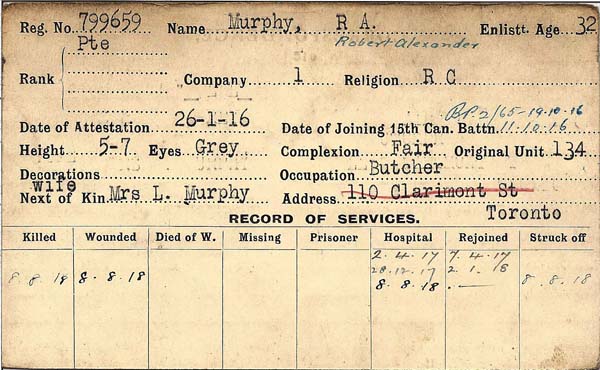 Reg. No. 799659 Name Murphy, R A. Enlistt. Age 32
Pte Robert Alexander
Rank Company 1 Religion R C
B.P. 2/65-19-10-16
Date of Attestation 26-1-16 Date of Joining 15th Can. Battn. 11-10-16.
Height 5-7 Eyes Grey Complexion Fair Original Unit 134
Decorations Occupation Butcher
wife
Next of Kin Mrs L. Murphy Address 110 Clarimont St
RECORD OF SERVICES. Toronto
Killed Wounded Died of W. Missing Prisoner Hospital Rejoined Struck off
2.4.17 7.4.17
8.8.18 8.8.18 28.12.17 2.1.18 8.8.18
8.8.18 . —